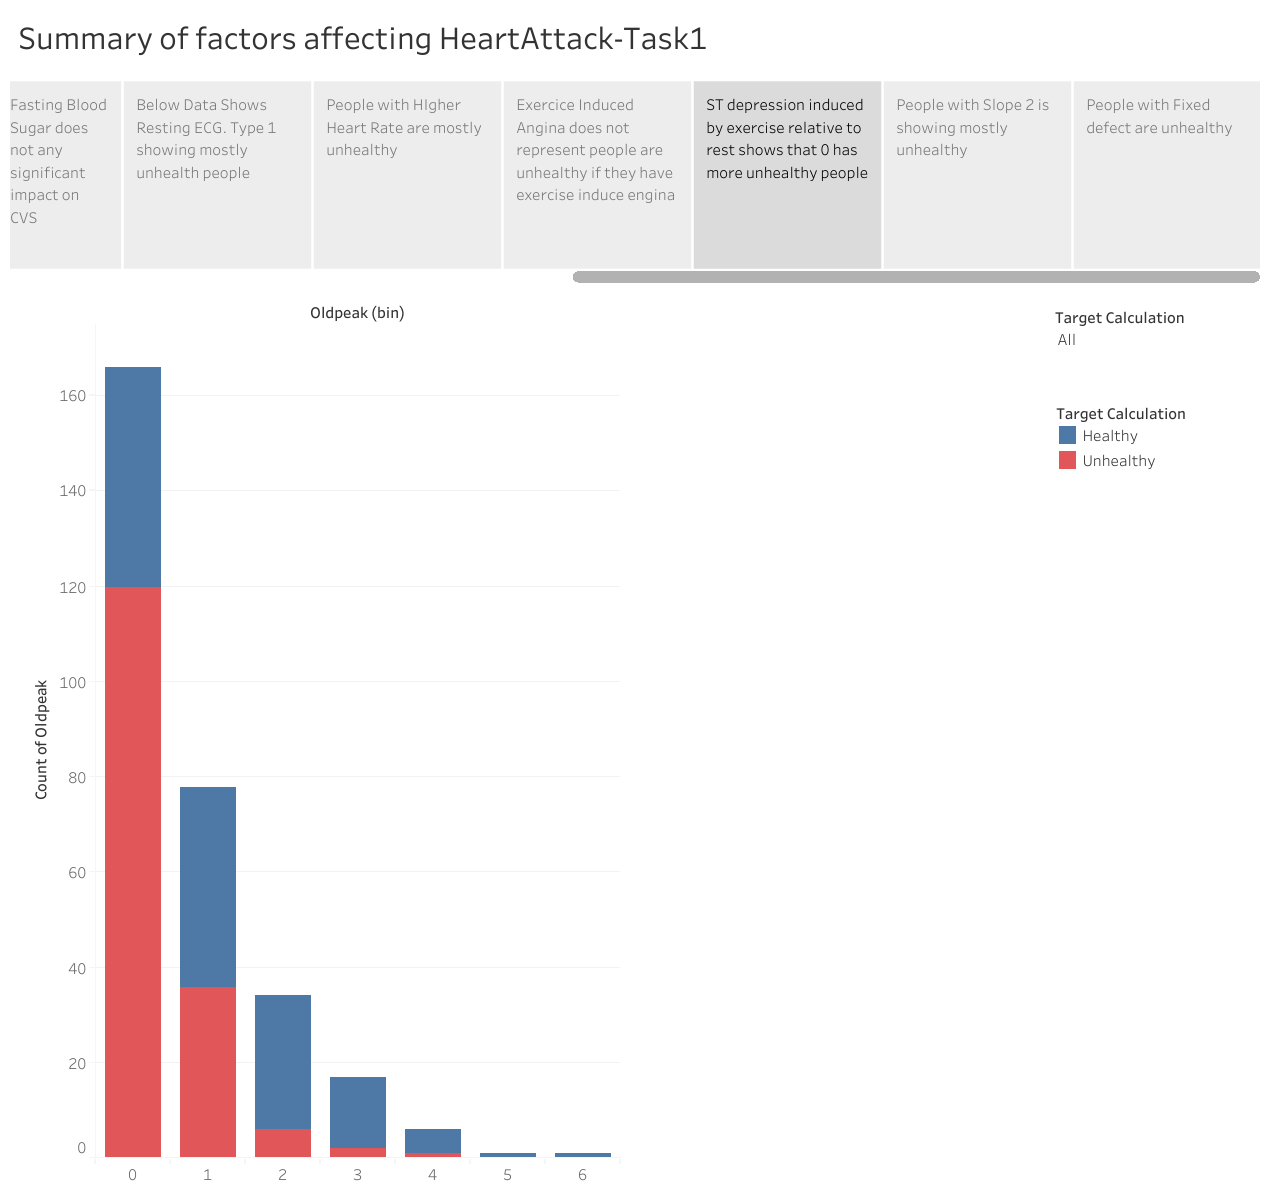 Summary of factors affecting HeartAttack-Task1
Fasting Blood
Sugar does
not any
significant
impact on
CVS
Below Data Shows
Resting ECG. Type 1
showing mostly
unhealth people
People with HIgher
Heart Rate are mostly
unhealthy
Exercice Induced
Angina does not
represent people are
unhealthy if they have
exercise induce engina
ST depression induced
by exercise relative to
rest shows that 0 has
more unhealthy people
People with Slope 2 is
showing mostly
unhealthy
People with Fixed
defect are unhealthy
Oldpeak (bin)
Count of Oldpeak
160
140
120
100
80
60
40
20
0
0 1 2 3 4 5 6
Target Calculation
All
Target Calculation
Healthy
Unhealthy